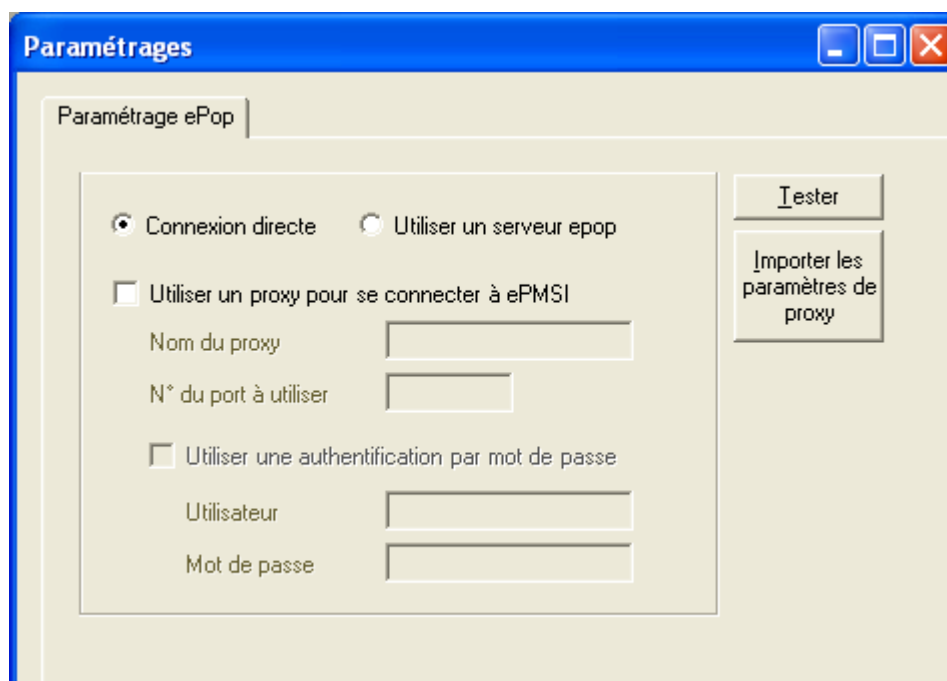 Paramétrages
Paramétrage ePop
Connexion directe
Utiliser un serveur epop
Tester
Importer les
paramètres de
proxy
Utiliser un proxy pour se connecter à ePMSI
Nom du proxy
N° du port à utiliser
Utiliser une authentification par mot de passe
Utilisateur
Mot de passe